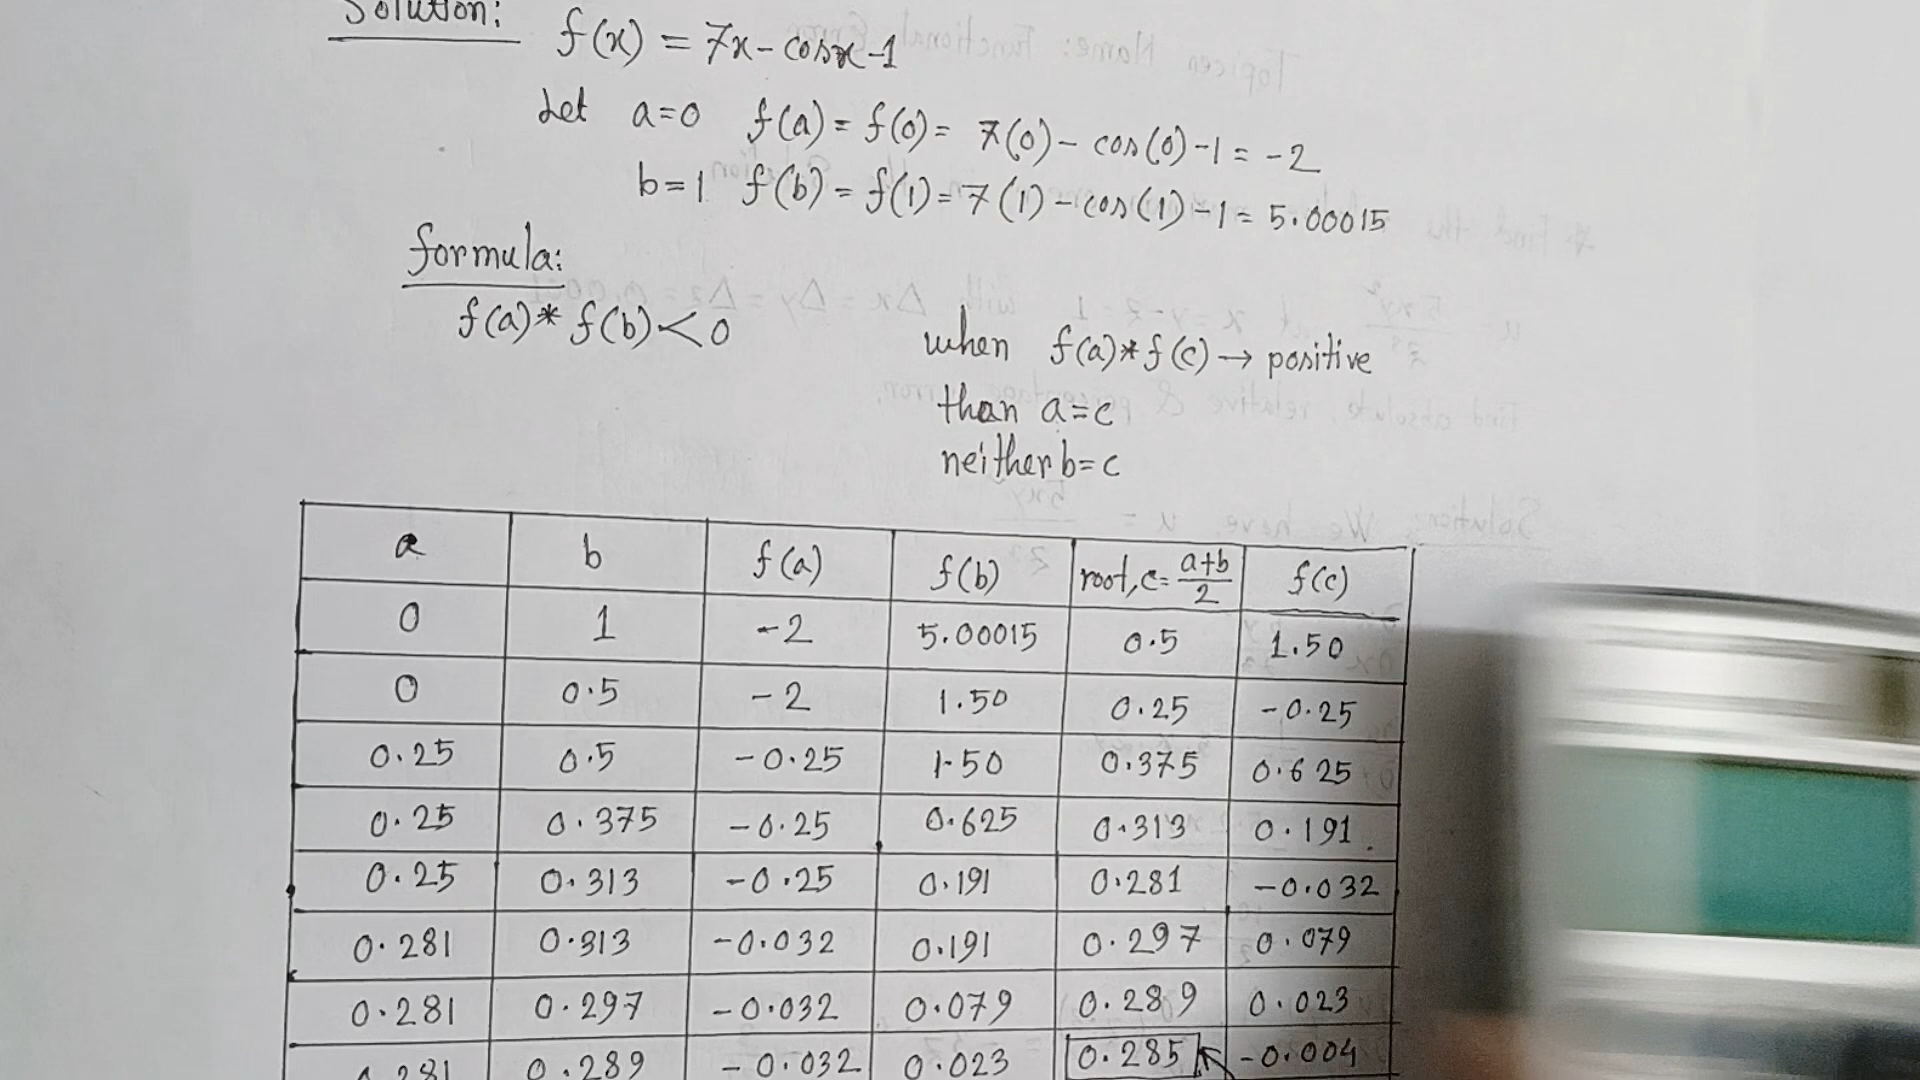 Solution:
f(x) = 7x - cosx - 1
Let a=0 f(a) = f(0) = 7(0) - cos(0) - 1 = -2
b=1 f(b) = f(1) = 7(1) - cos(1) - 1 = 5.00015
formula:
f(a)* f(b) < 0
when f(a)* f(c) → positive
than a=c
neither b=c
a b f(a) f(b) root, c= a+b/2 f(c)
0 1 -2 5.00015 0.5 1.50
0 0.5 -2 1.50 0.25 -0.25
0.25 0.5 -0.25 1.50 0.375 0.625
0.25 0.375 -0.25 0.625 0.313 0.191
0.25 0.313 -0.25 0.191 0.281 -0.032
0.281 0.313 -0.032 0.191 0.297 0.079
0.281 0.297 -0.032 0.079 0.289 0.023
0.281 0.289 -0.032 0.023 0.285 -0.004